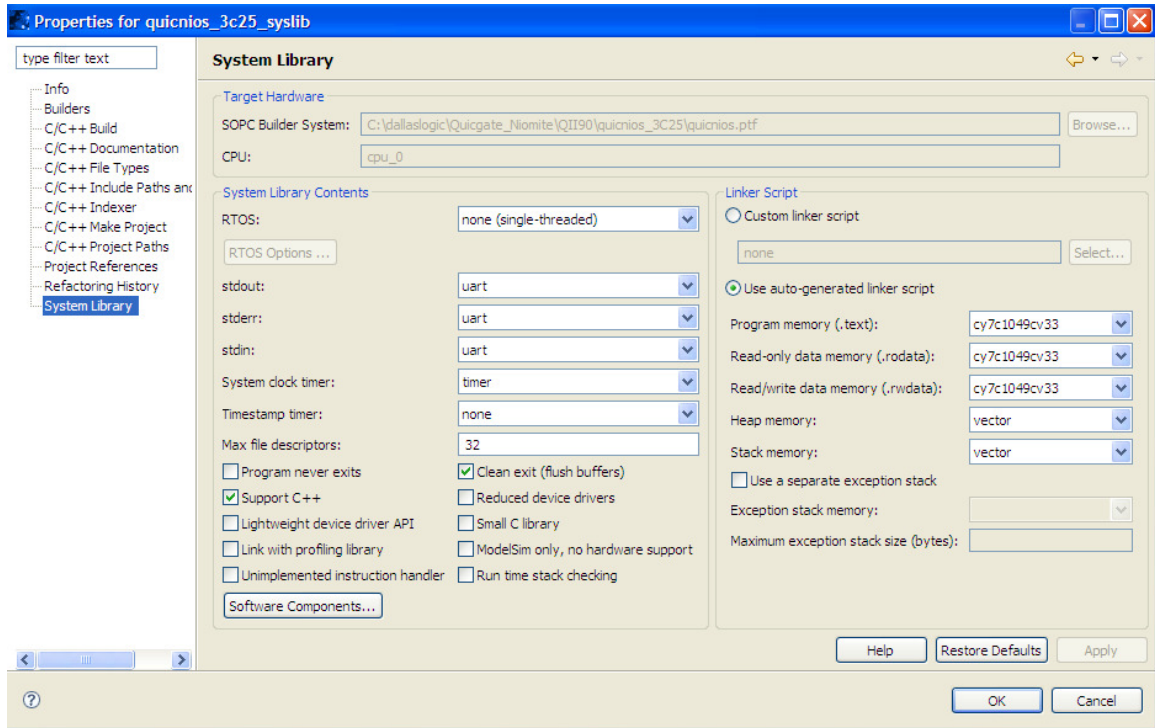 Properties for quicnios_3c25_syslib
type filter text
Info
Builders
C/C++ Build
C/C++ Documentation
C/C++ File Types
C/C++ Include Paths and
C/C++ Indexer
C/C++ Make Project
C/C++ Project Paths
Project References
Refactoring History
System Library
System Library
Target Hardware
SOPC Builder System: C:\dallaslogic\Quicgate_Niomite\QII90\quicnios_3C25\quicnios.ptf Browse...
CPU: cpu_0
System Library Contents
RTOS: none (single-threaded)
RTOS Options ...
stdout: uart
stderr: uart
stdin: uart
System clock timer: timer
Timestamp timer: none
Max file descriptors: 32
Program never exits Clean exit (flush buffers)
Support C++ Reduced device drivers
Lightweight device driver API Small C library
Link with profiling library ModelSim only, no hardware support
Unimplemented instruction handler Run time stack checking
Software Components...
Linker Script
Custom linker script
none Select...
Use auto-generated linker script
Program memory (.text): cy7c1049cv33
Read-only data memory (.rodata): cy7c1049cv33
Read/write data memory (.rwdata): cy7c1049cv33
Heap memory: vector
Stack memory: vector
Use a separate exception stack
Exception stack memory:
Maximum exception stack size (bytes):
Help Restore Defaults Apply
? OK Cancel